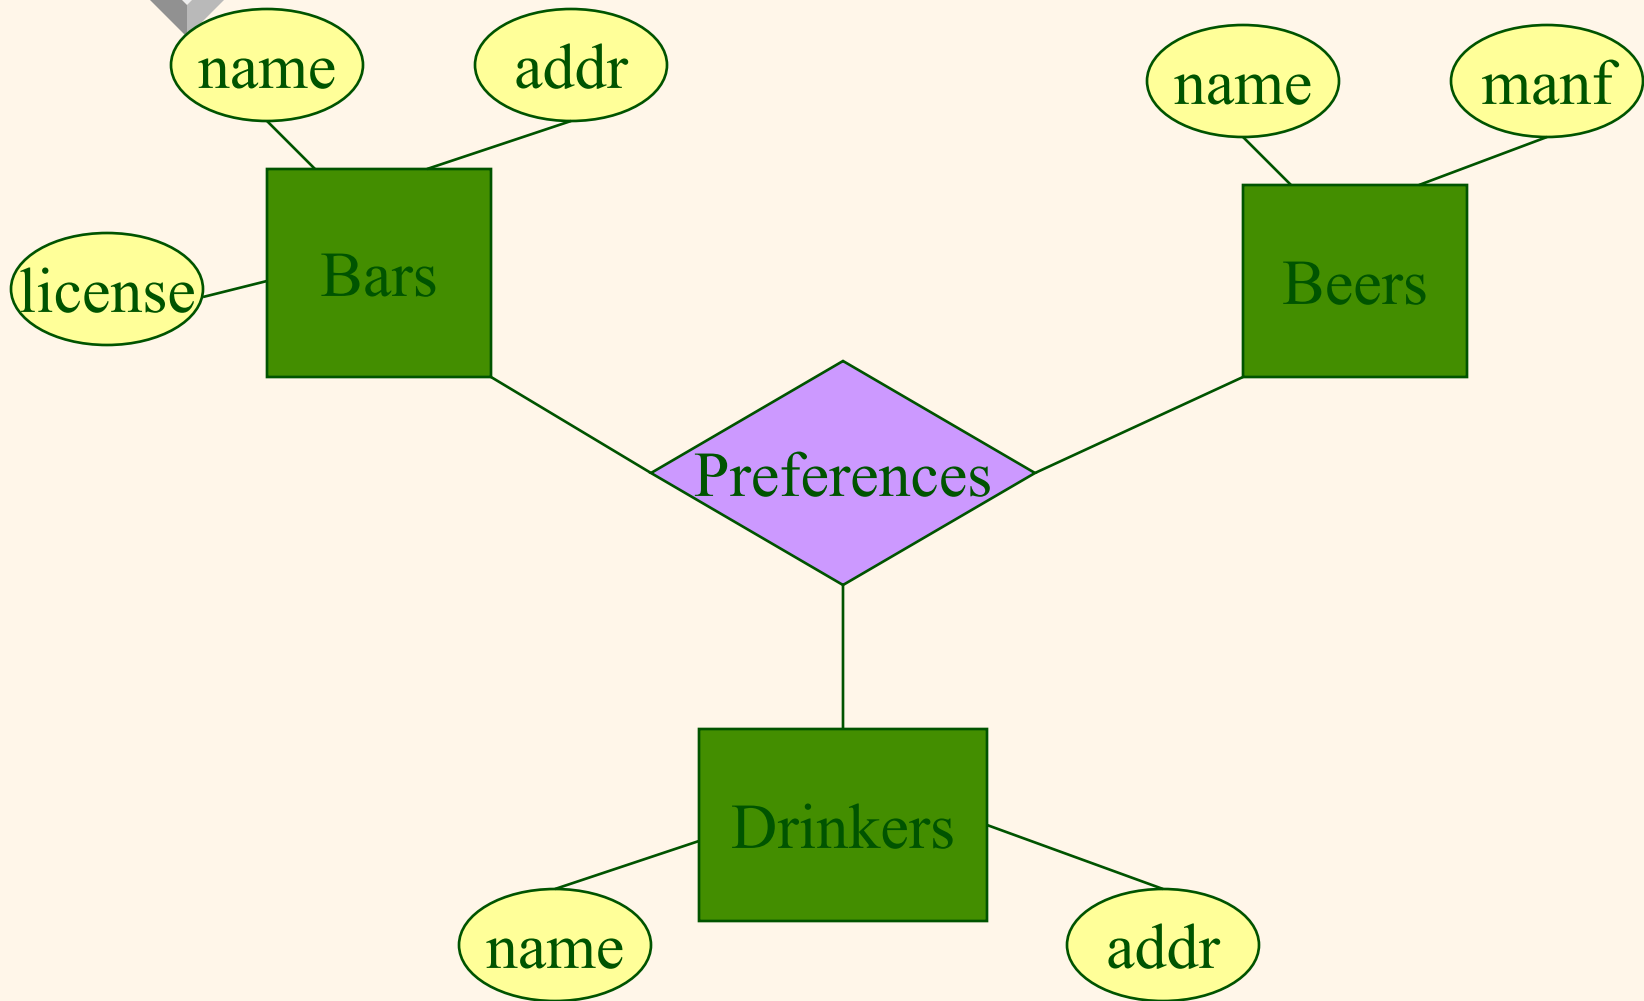 name
addr
name
manf
license
Bars
Beers
Preferences
Drinkers
name
addr